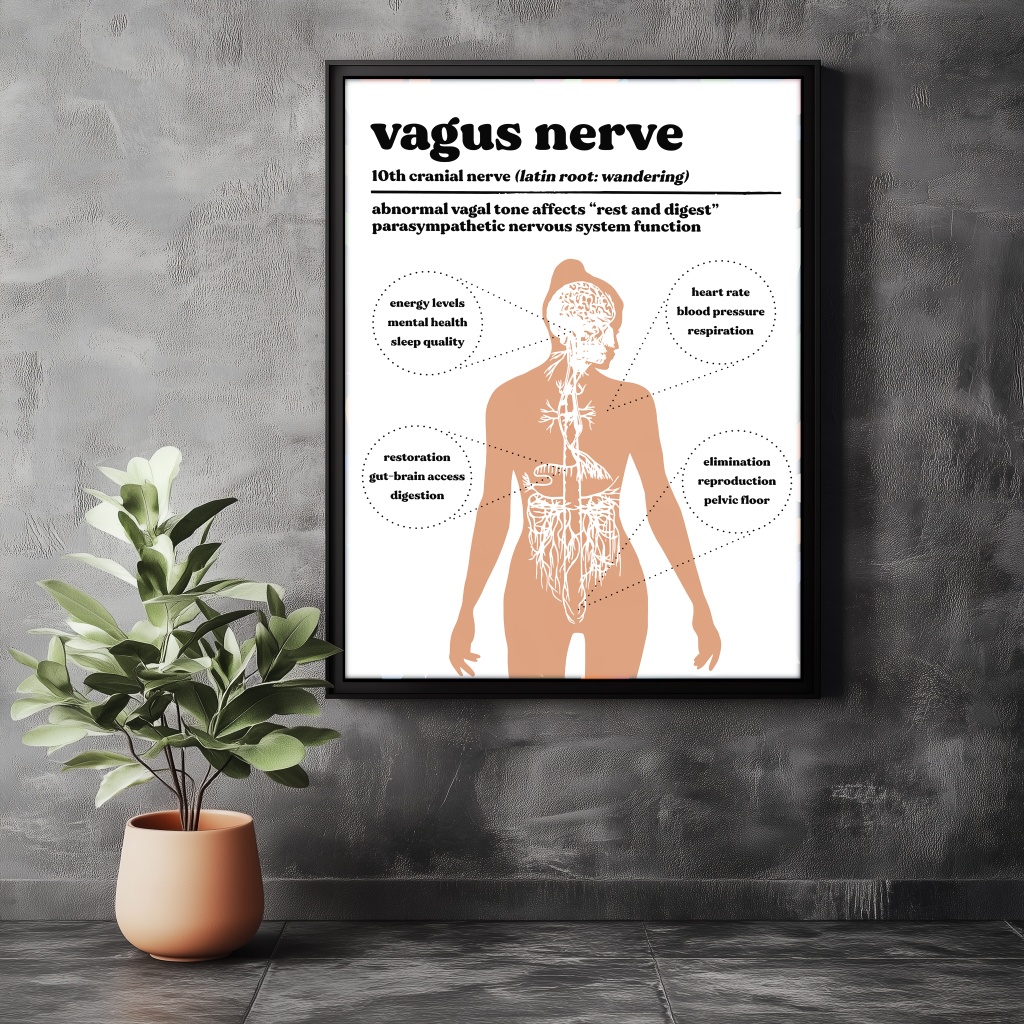 vagus nerve
10th cranial nerve (latin root: wandering)
abnormal vagal tone affects “rest and digest”
parasympathetic nervous system function
energy levels
mental health
sleep quality
heart rate
blood pressure
respiration
restoration
gut-brain access
digestion
elimination
reproduction
pelvic floor